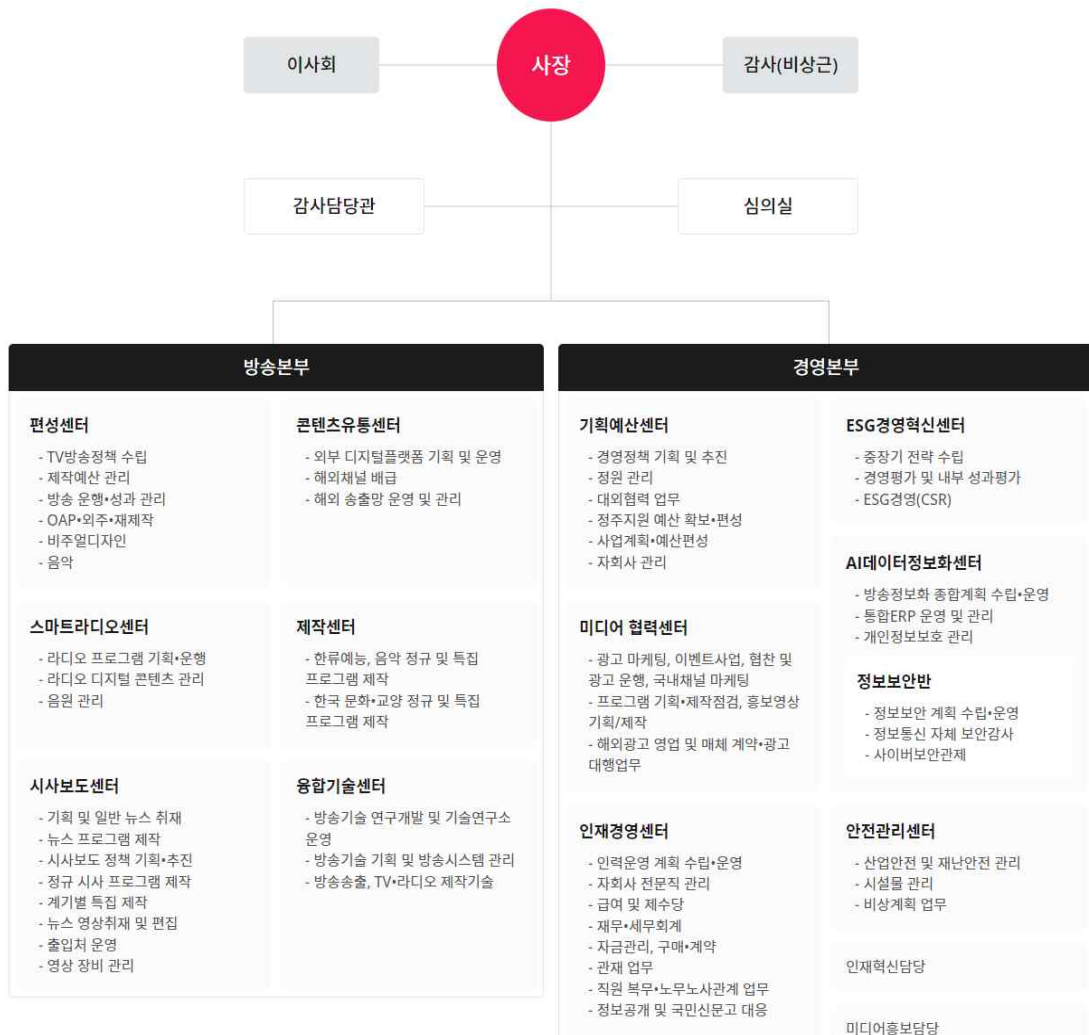 이사회
사장
감사(비상근)
감사담당관
심의실
방송본부
편성센터
- TV방송정책 수립
- 제작예산 관리
- 방송 운행•성과 관리
- OAP•외주•재제작
- 비주얼디자인
- 음악
콘텐츠유통센터
- 외부 디지털플랫폼 기획 및 운영
- 해외채널 배급
- 해외 송출망 운영 및 관리
스마트라디오센터
- 라디오 프로그램 기획•운행
- 라디오 디지털 콘텐츠 관리
- 음원 관리
제작센터
- 한류예능, 음악 정규 및 특집
프로그램 제작
- 한국 문화•교양 정규 및 특집
프로그램 제작
시사보도센터
- 기획 및 일반 뉴스 취재
- 뉴스 프로그램 제작
- 시사보도 정책 기획•추진
- 정규 시사 프로그램 제작
- 계기별 특집 제작
- 뉴스 영상취재 및 편집
- 출입처 운영
- 영상 장비 관리
융합기술센터
- 방송기술 연구개발 및 기술연구소
운영
- 방송기술 기획 및 방송시스템 관리
- 방송송출, TV•라디오 제작기술
경영본부
기획예산센터
- 경영정책 기획 및 추진
- 정원 관리
- 대외협력 업무
- 정주지원 예산 확보•편성
- 사업계획•예산편성
- 자회사 관리
ESG경영혁신센터
- 중장기 전략 수립
- 경영평가 및 내부 성과평가
- ESG경영(CSR)
미디어 협력센터
- 광고 마케팅, 이벤트사업, 협찬 및
광고 운행, 국내채널 마케팅
- 프로그램 기획•제작점검, 홍보영상
기획/제작
- 해외광고 영업 및 매체 계약•광고
대행업무
AI데이터정보화센터
- 방송정보화 종합계획 수립•운영
- 통합ERP 운영 및 관리
- 개인정보보호 관리
정보보안반
- 정보보안 계획 수립•운영
- 정보통신 자체 보안감사
- 사이버보안관제
인재경영센터
- 인력운영 계획 수립•운영
- 자회사 전문직 관리
- 급여 및 제수당
- 재무•세무회계
- 자금관리, 구매•계약
- 관재 업무
- 직원 복무•노무노사관계 업무
- 정보공개 및 국민신문고 대응
안전관리센터
- 산업안전 및 재난안전 관리
- 시설물 관리
- 비상계획 업무
인재혁신담당
미디어홍보담당